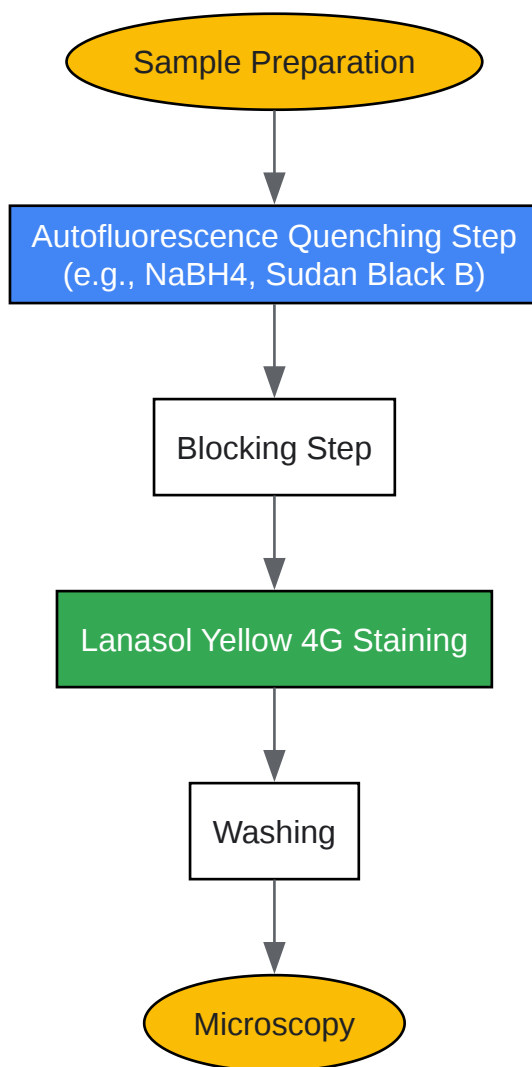 Sample Preparation
Autofluorescence Quenching Step
(e.g., NaBH4, Sudan Black B)
Blocking Step
Lanasol Yellow 4G Staining
Washing
Microscopy